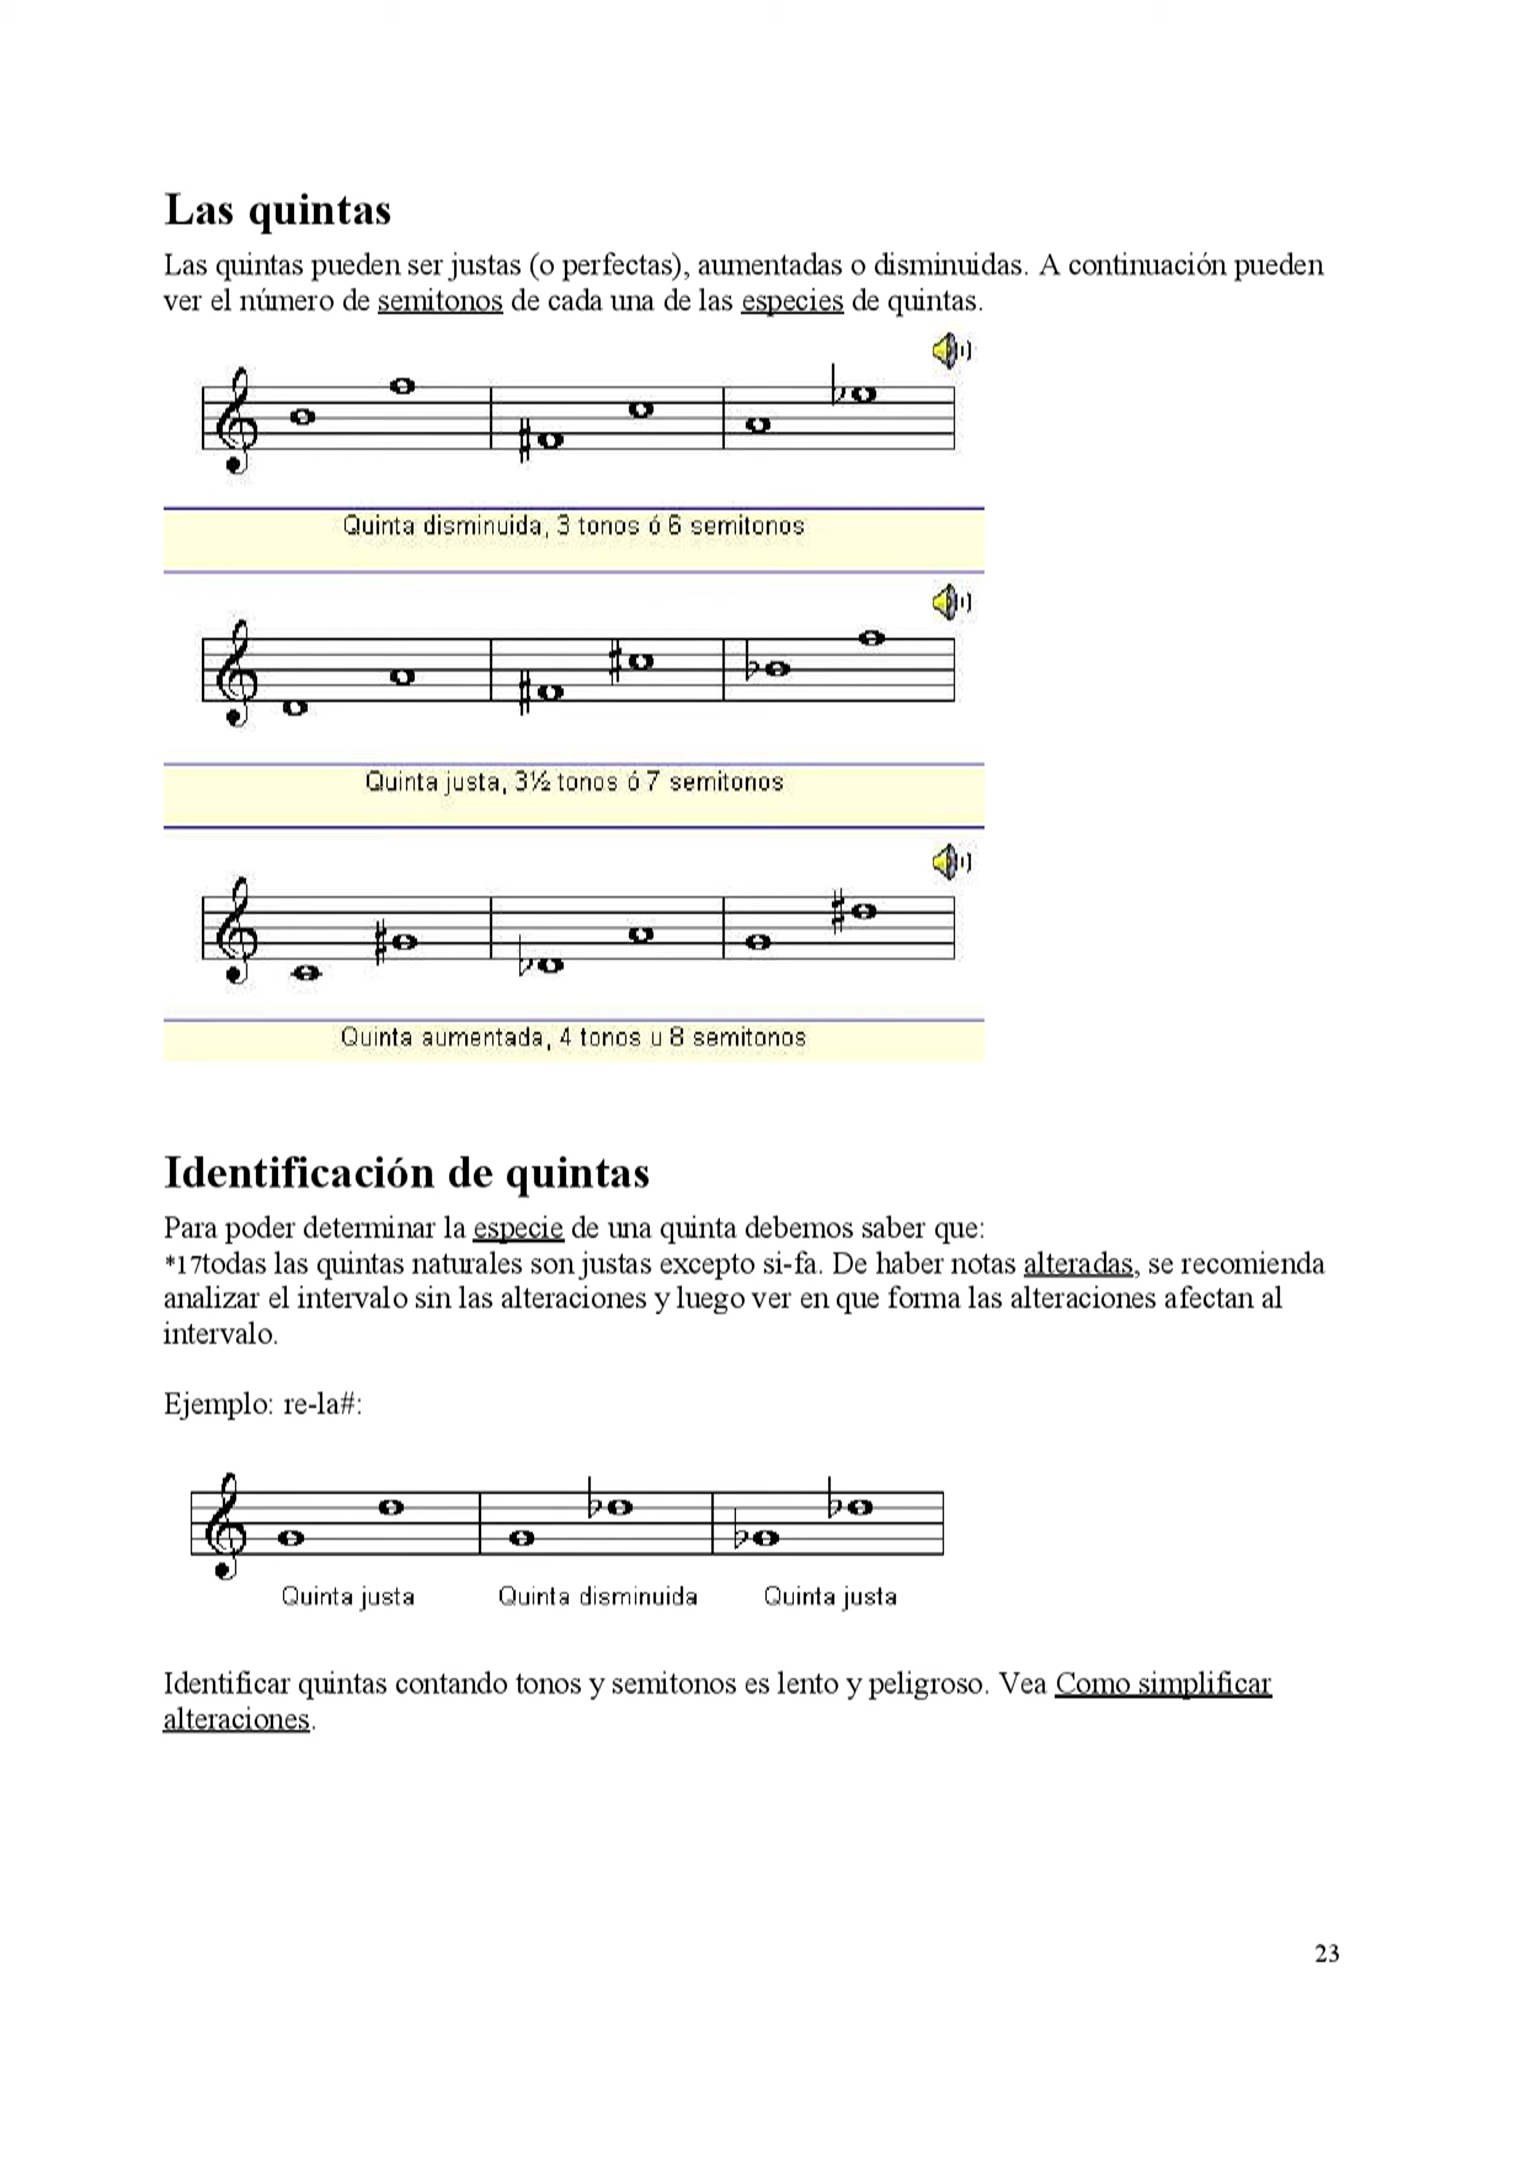 Las quintas
Las quintas pueden ser justas (o perfectas), aumentadas o disminuidas. A continuación pueden
ver el número de semitonos de cada una de las especies de quintas.
Quinta disminuida, 3 tonos ó 6 semitonos
Quinta justa, 3½ tonos ó 7 semitonos
Quinta aumentada, 4 tonos u 8 semitonos
Identificación de quintas
Para poder determinar la especie de una quinta debemos saber que:
*17todas las quintas naturales son justas excepto si-fa. De haber notas alteradas, se recomienda
analizar el intervalo sin las alteraciones y luego ver en que forma las alteraciones afectan al
intervalo.
Ejemplo: re-la#:
Quinta justa Quinta disminuida Quinta justa
Identificar quintas contando tonos y semitonos es lento y peligroso. Vea Como simplificar
alteraciones.
23